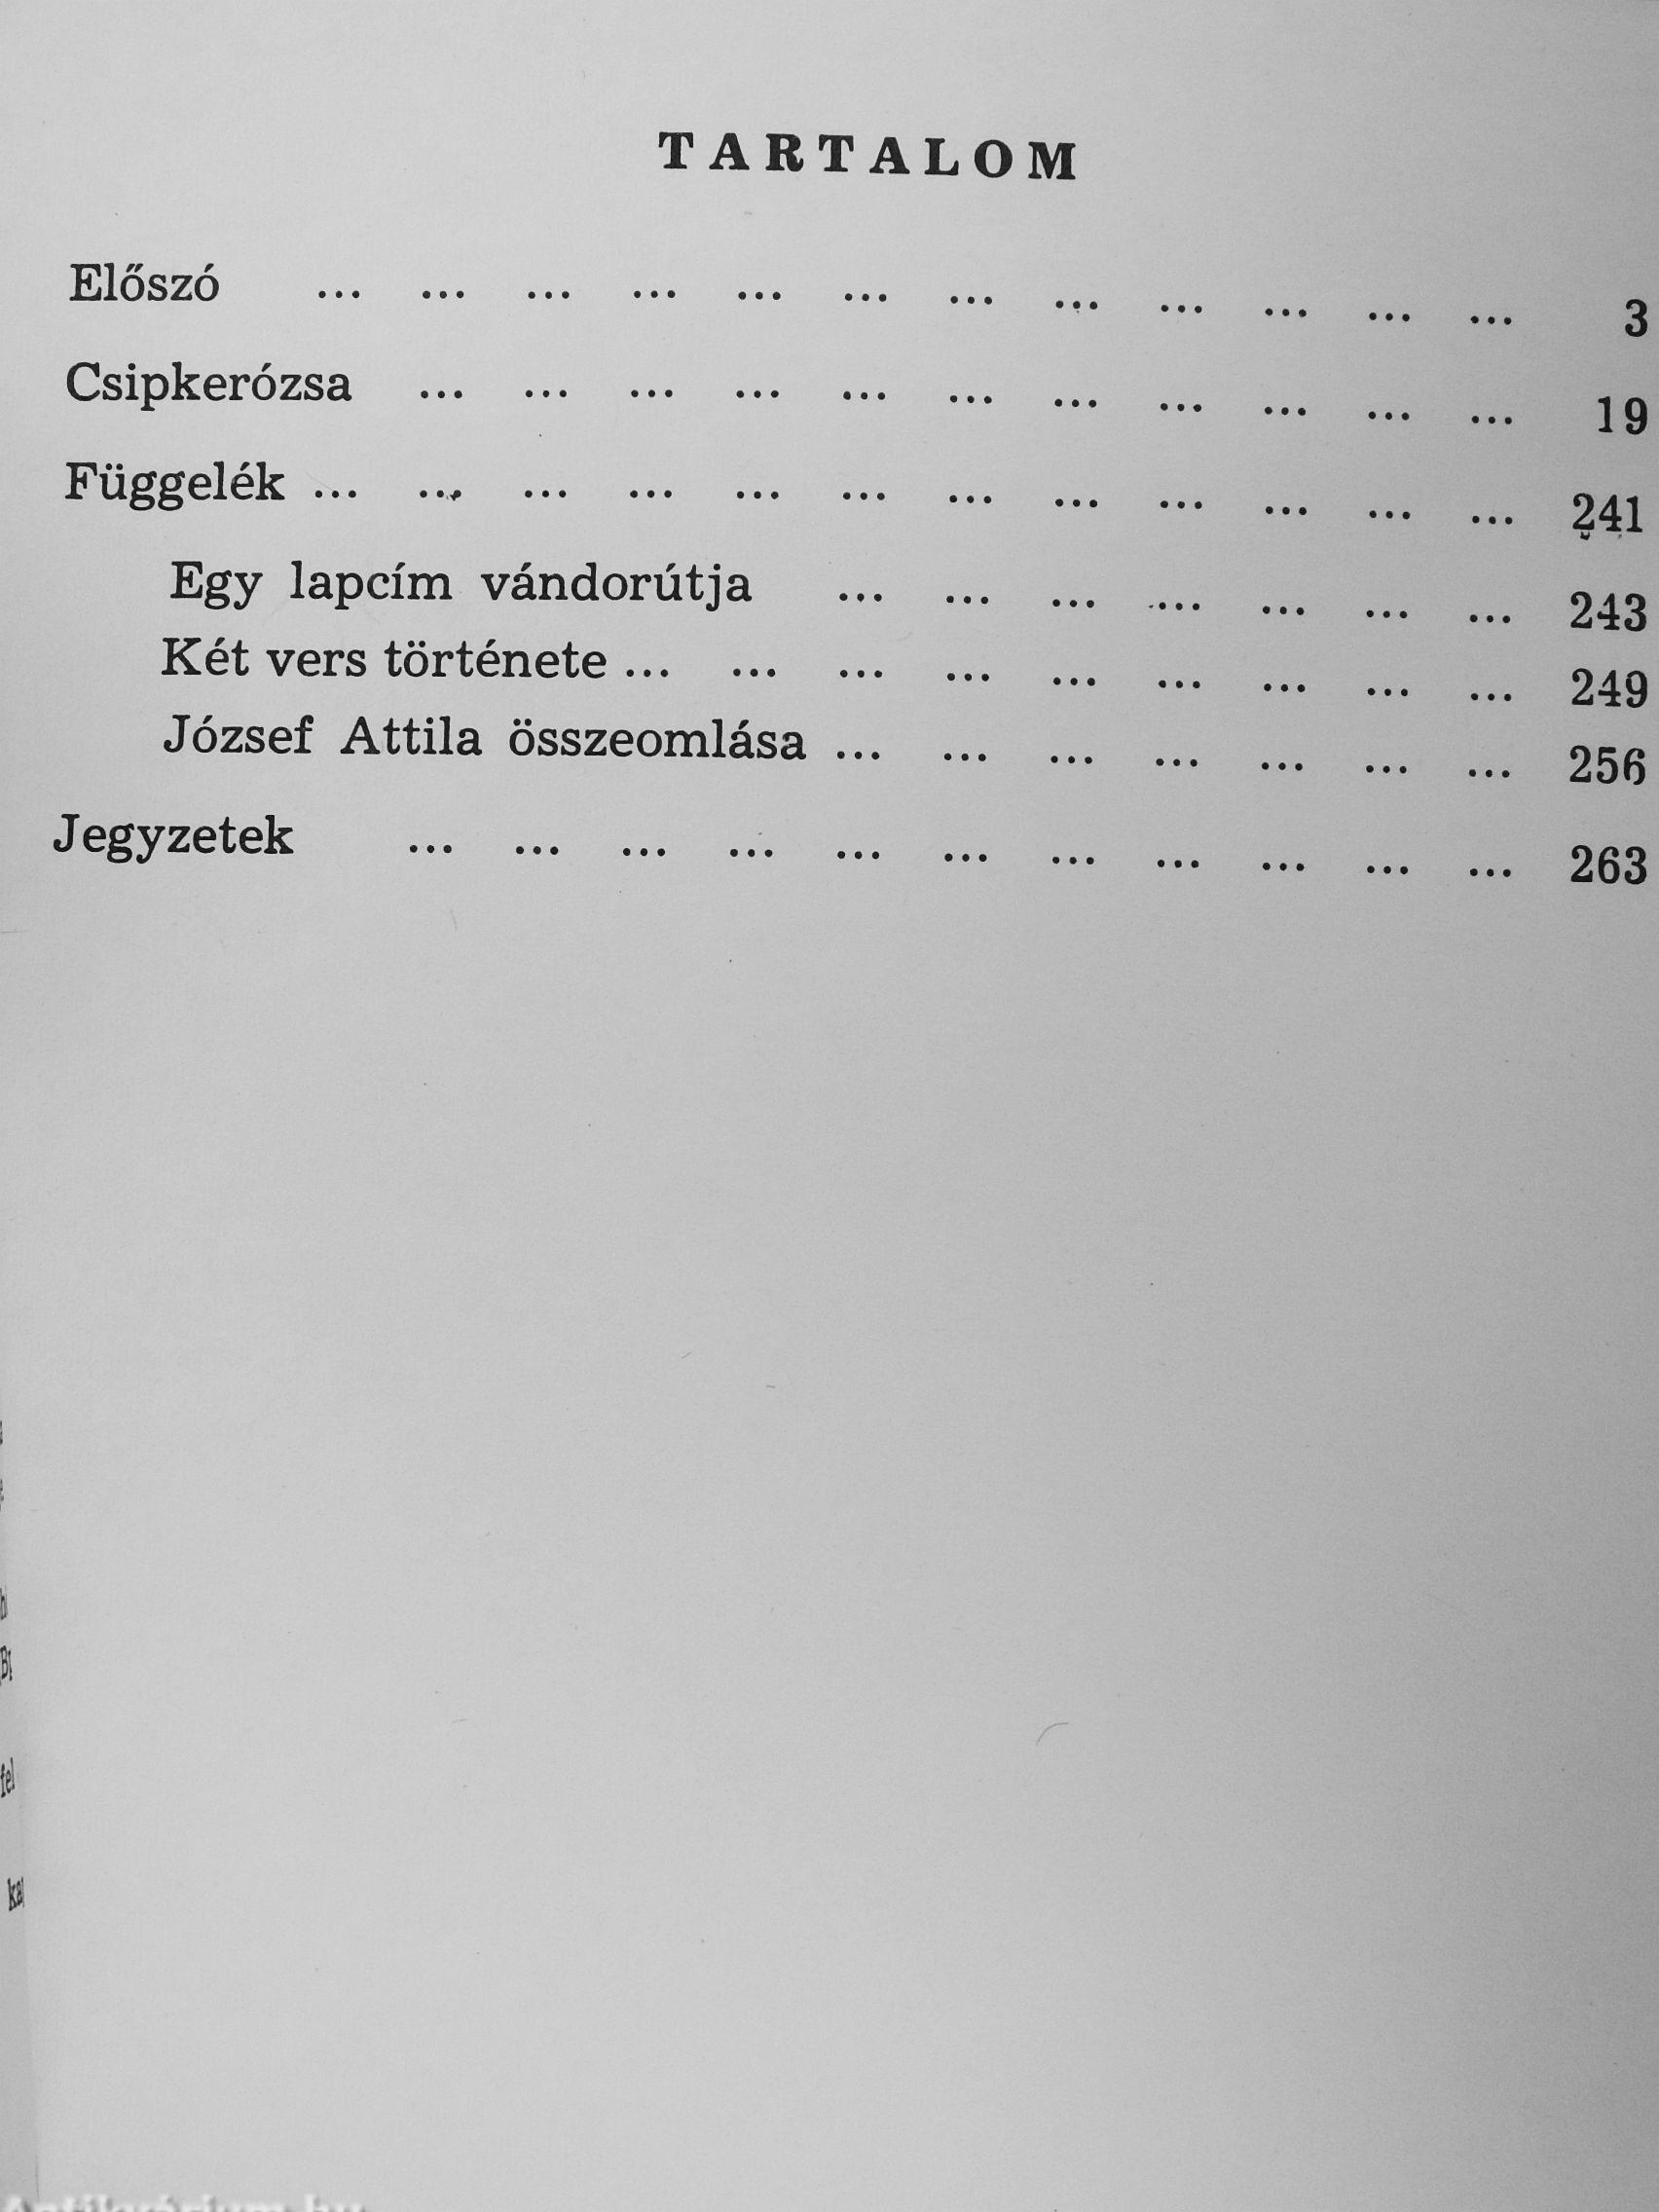 TARTALOM
Előszó ... ... ... ... ... ... ... ... ... ... ... ... 3
Csipkerózsa ... ... ... ... ... ... ... ... ... ... ... 19
Függelék ... ... ... ... ... ... ... ... ... ... ... ... 241
Egy lapcím vándorútja ... ... ... ... ... ... ... 243
Két vers története ... ... ... ... ... ... ... ... ... 249
József Attila összeomlása ... ... ... ... ... ... ... 256
Jegyzetek ... ... ... ... ... ... ... ... ... ... ... 263
fel